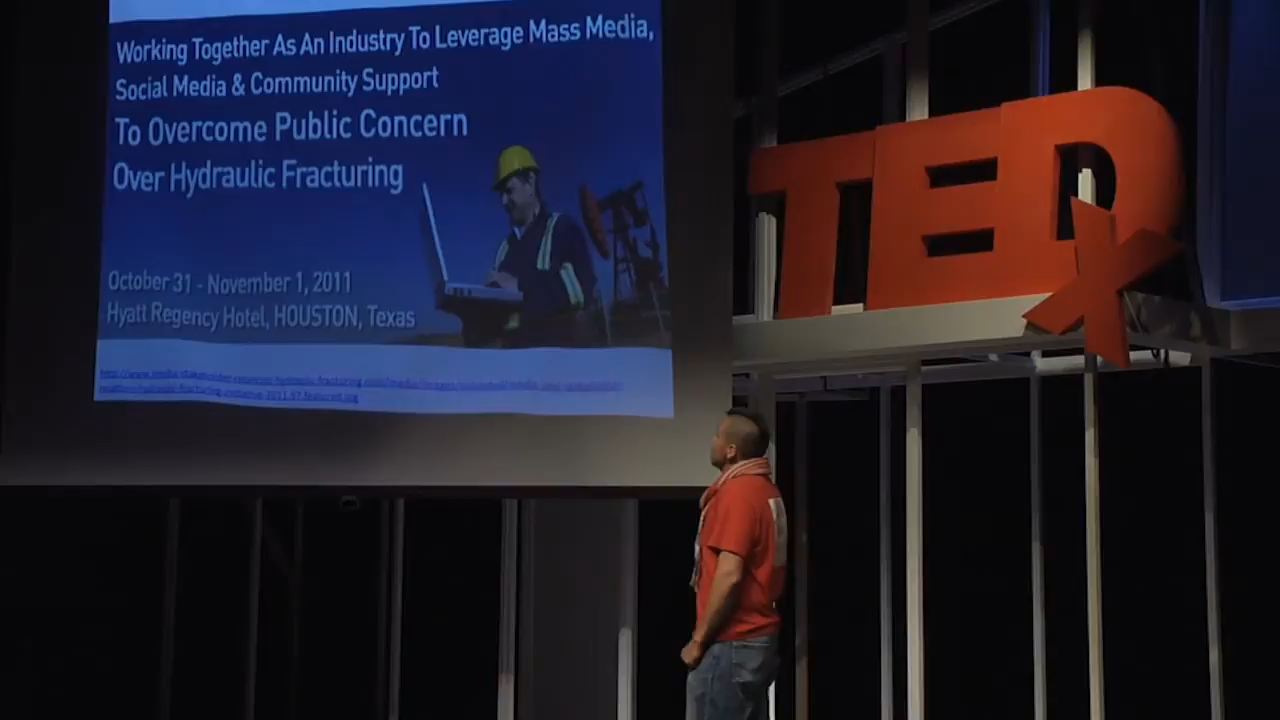 Working Together As An Industry To Leverage Mass Media,
Social Media & Community Support
To Overcome Public Concern
Over Hydraulic Fracturing
October 31 - November 1, 2011
Hyatt Regency Hotel, HOUSTON, Texas
TEDx